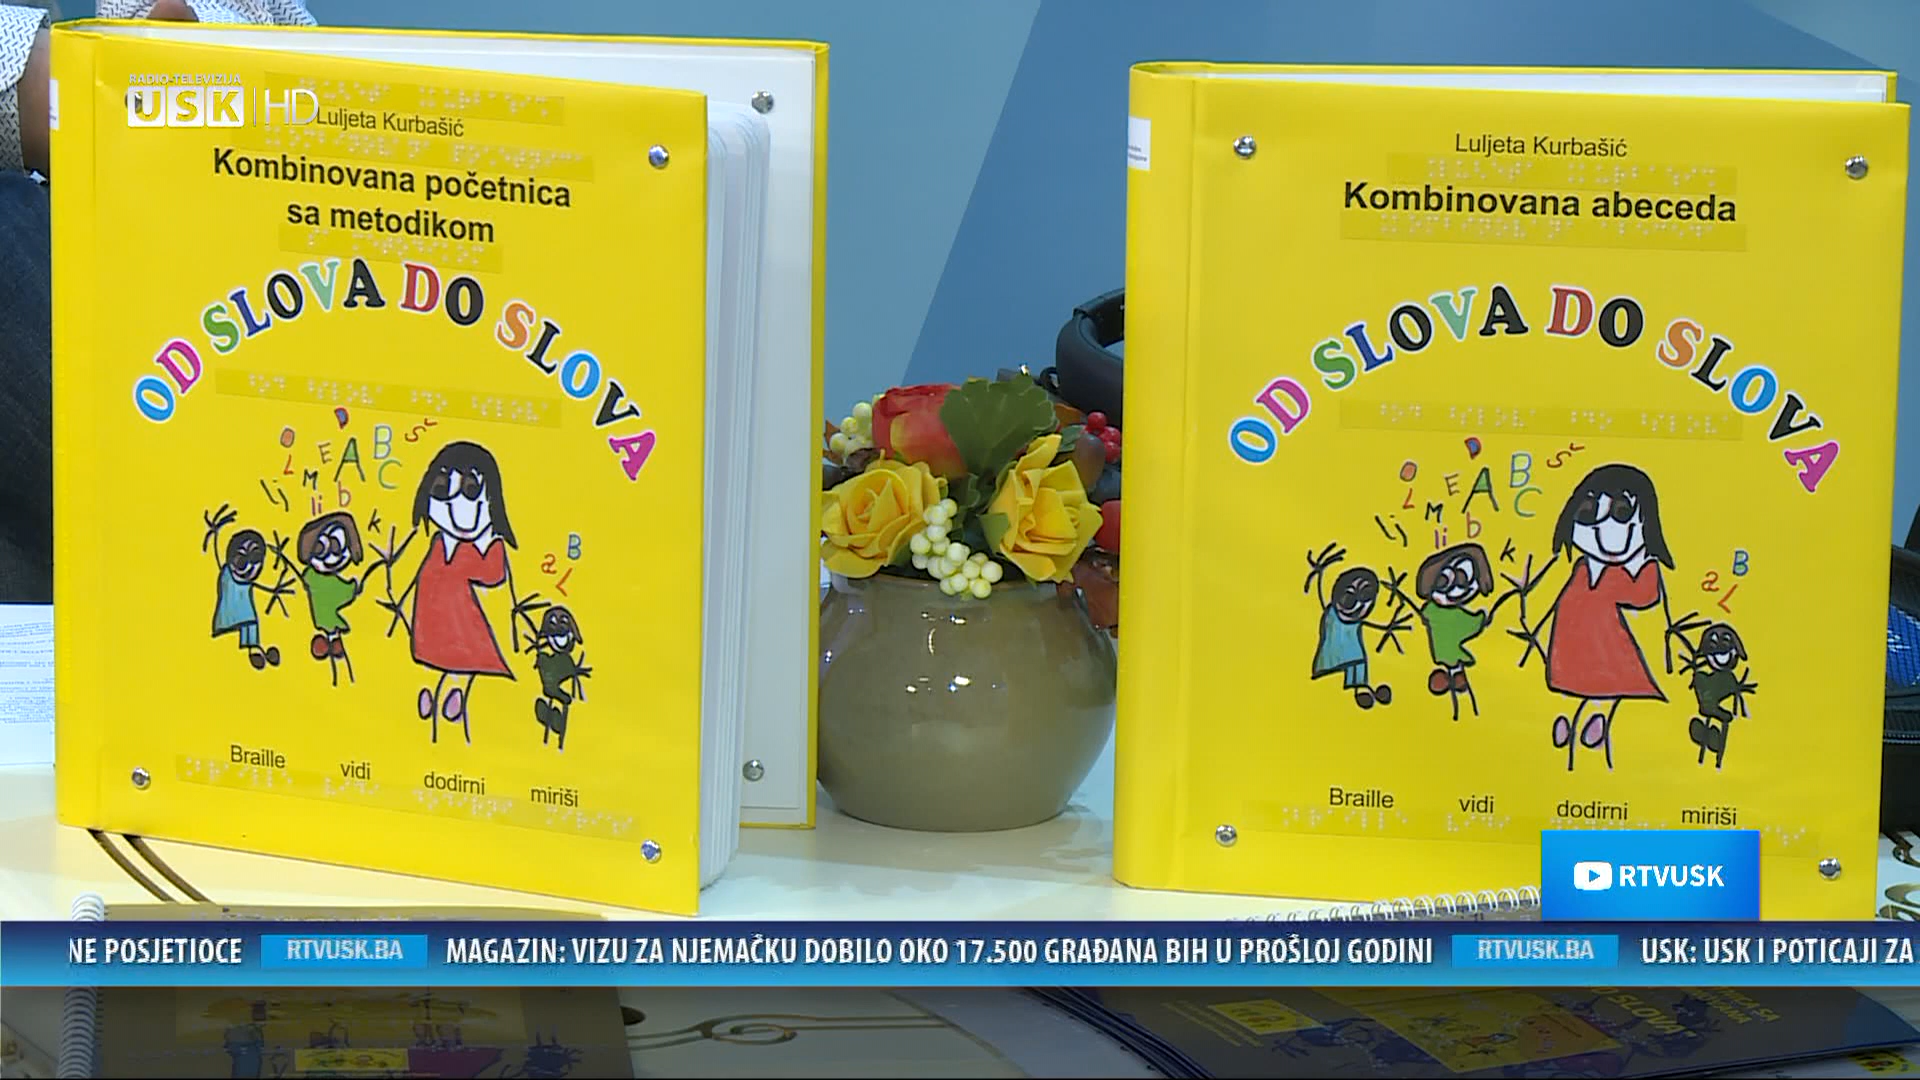 RADIO-TELEVIZIJA
USK HD
Luljeta Kurbašić
Kombinovana početnica
sa metodikom
OD SLOVA DO SLOVA
Braille vidi dodirni miriši
Luljeta Kurbašić
Kombinovana abeceda
OD SLOVA DO SLOVA
Braille vidi dodirni miriši
RTVUSK
NE POSJETIOCE RTVUSK.BA MAGAZIN: VIZU ZA NJEMAČKU DOBILO OKO 17.500 GRAĐANA BIH U PROŠLOJ GODINI RTVUSK.BA USK: USK I POTICAJI ZA